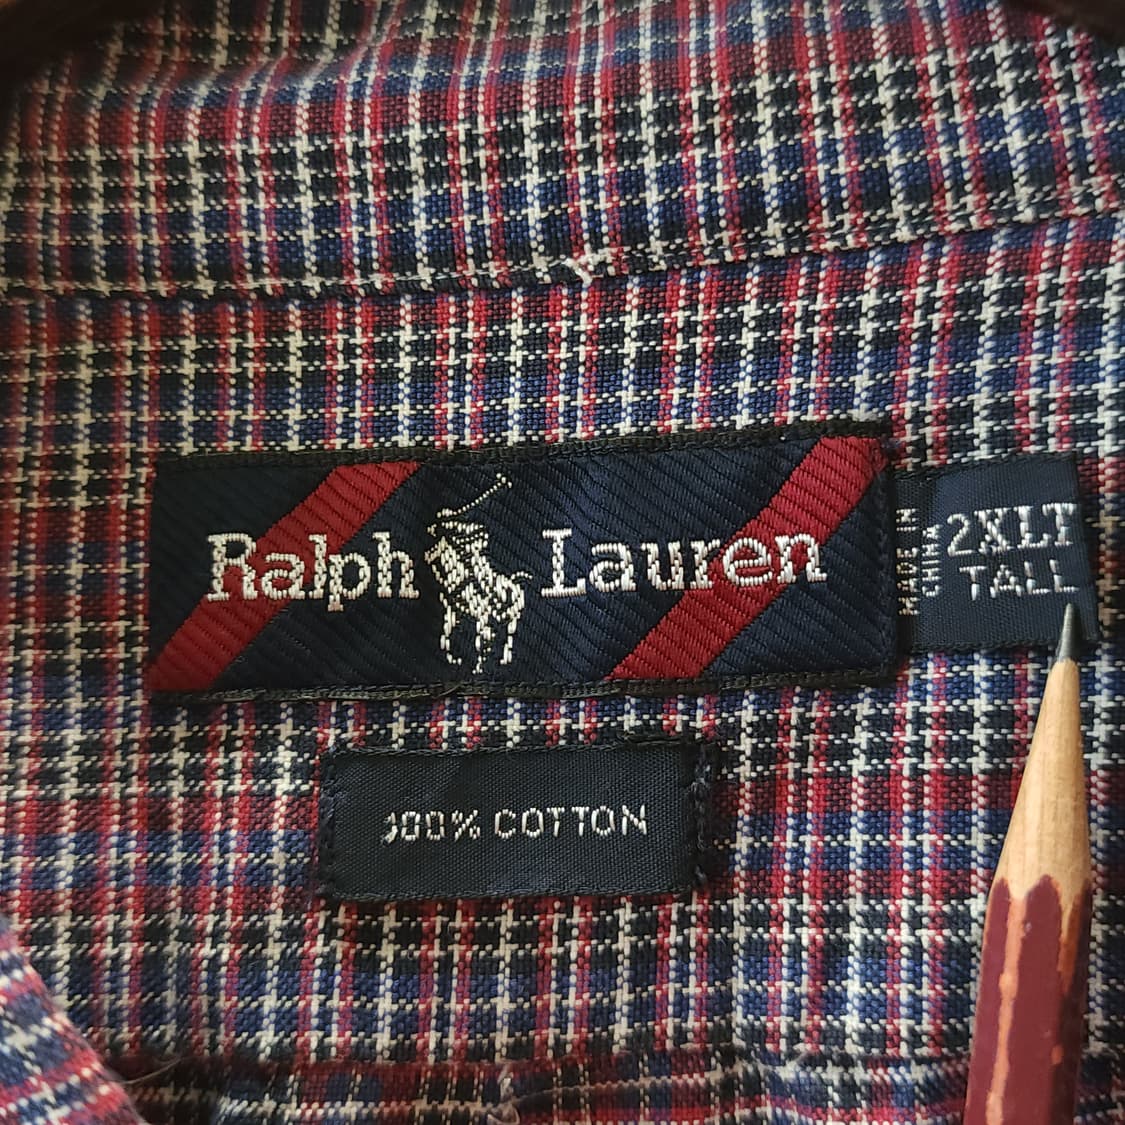 Ralph Lauren
MADE IN
CHINA
2XLT
TALL
100% COTTON